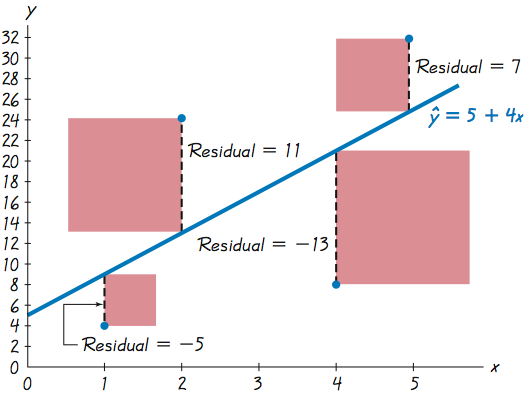 y
32
30
28
26
24
22
20
18
16
14
12
10
8
6
4
2
0
Residual = 7
ŷ = 5 + 4x
Residual = 11
Residual = −13
Residual = −5
0 1 2 3 4 5 x